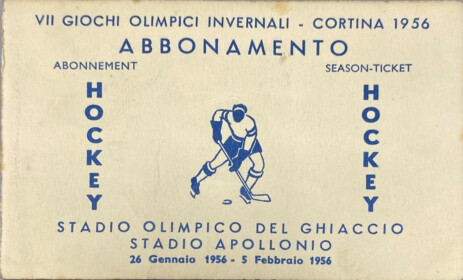 VII GIOCHI OLIMPICI INVERNALI - CORTINA 1956
ABBONAMENTO
ABONNEMENT
SEASON-TICKET
HOCKEY
HOCKEY
STADIO OLIMPICO DEL GHIACCIO
STADIO APOLLONIO
26 Gennaio 1956 - 5 Febbraio 1956